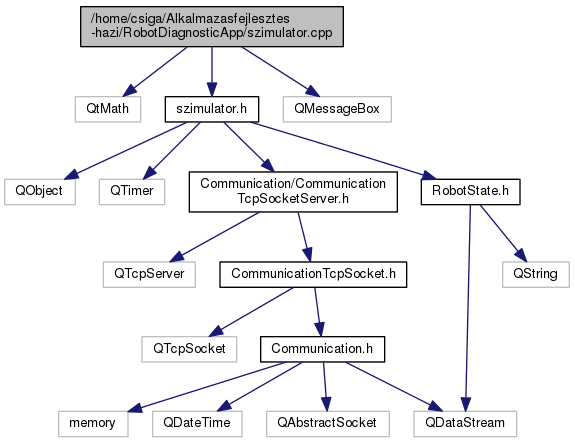 /home/csiga/Alkalmazasfejlesztes
-hazi/RobotDiagnosticApp/szimulator.cpp
QtMath
szimulator.h
QMessageBox
QObject
QTimer
Communication/Communication
TcpSocketServer.h
RobotState.h
QTcpServer
CommunicationTcpSocket.h
QString
QTcpSocket
Communication.h
memory
QDateTime
QAbstractSocket
QDataStream